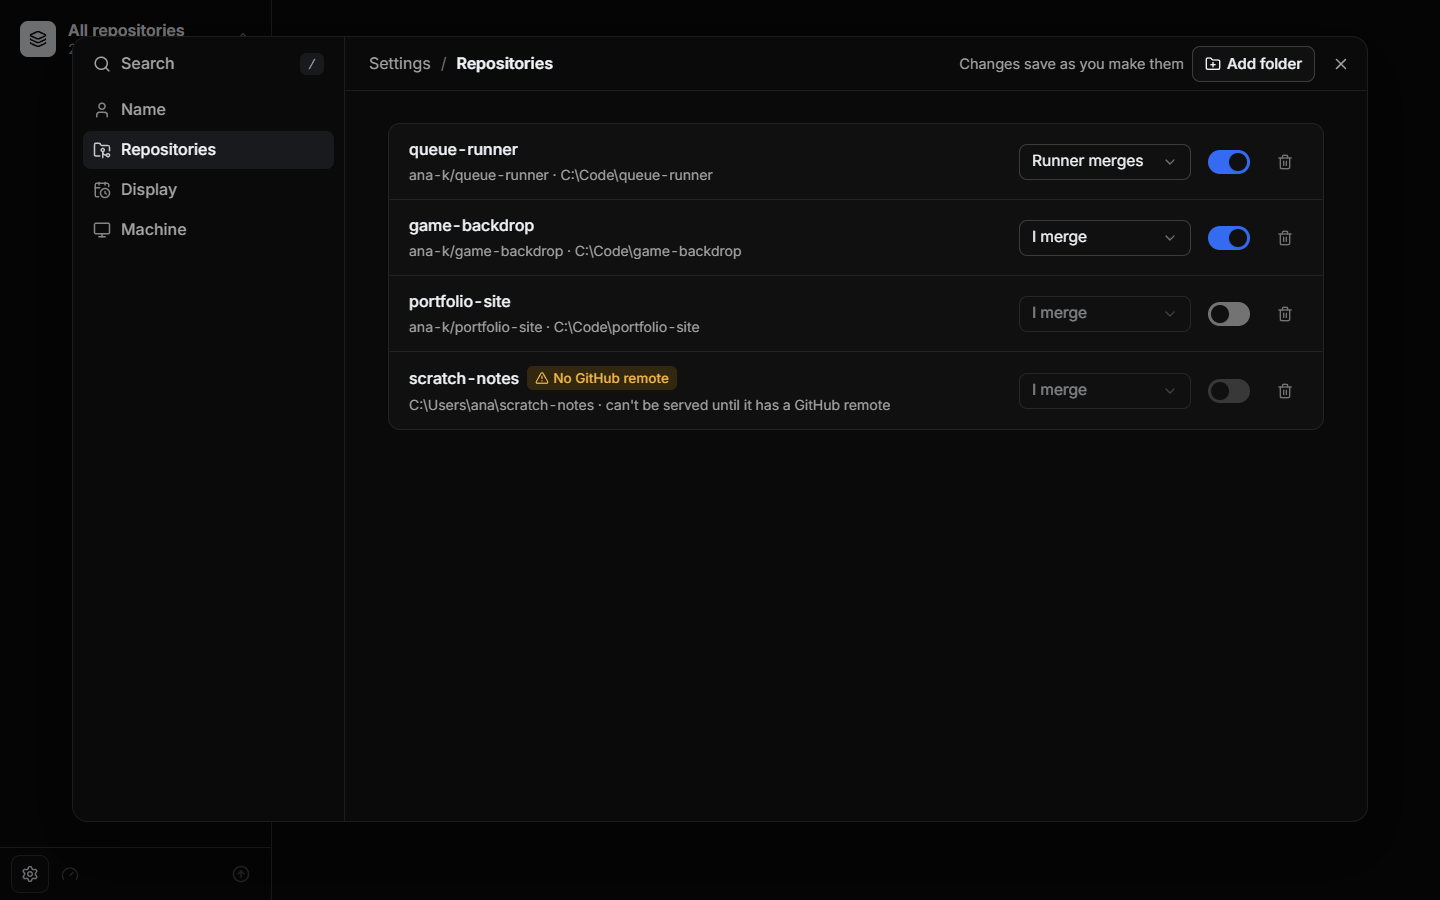 All repositories
Search /
Name
Repositories
Display
Machine
Settings / Repositories
Changes save as you make them
Add folder
queue-runner
ana-k/queue-runner · C:\Code\queue-runner
Runner merges
game-backdrop
ana-k/game-backdrop · C:\Code\game-backdrop
I merge
portfolio-site
ana-k/portfolio-site · C:\Code\portfolio-site
I merge
scratch-notes No GitHub remote
C:\Users\ana\scratch-notes · can't be served until it has a GitHub remote
I merge